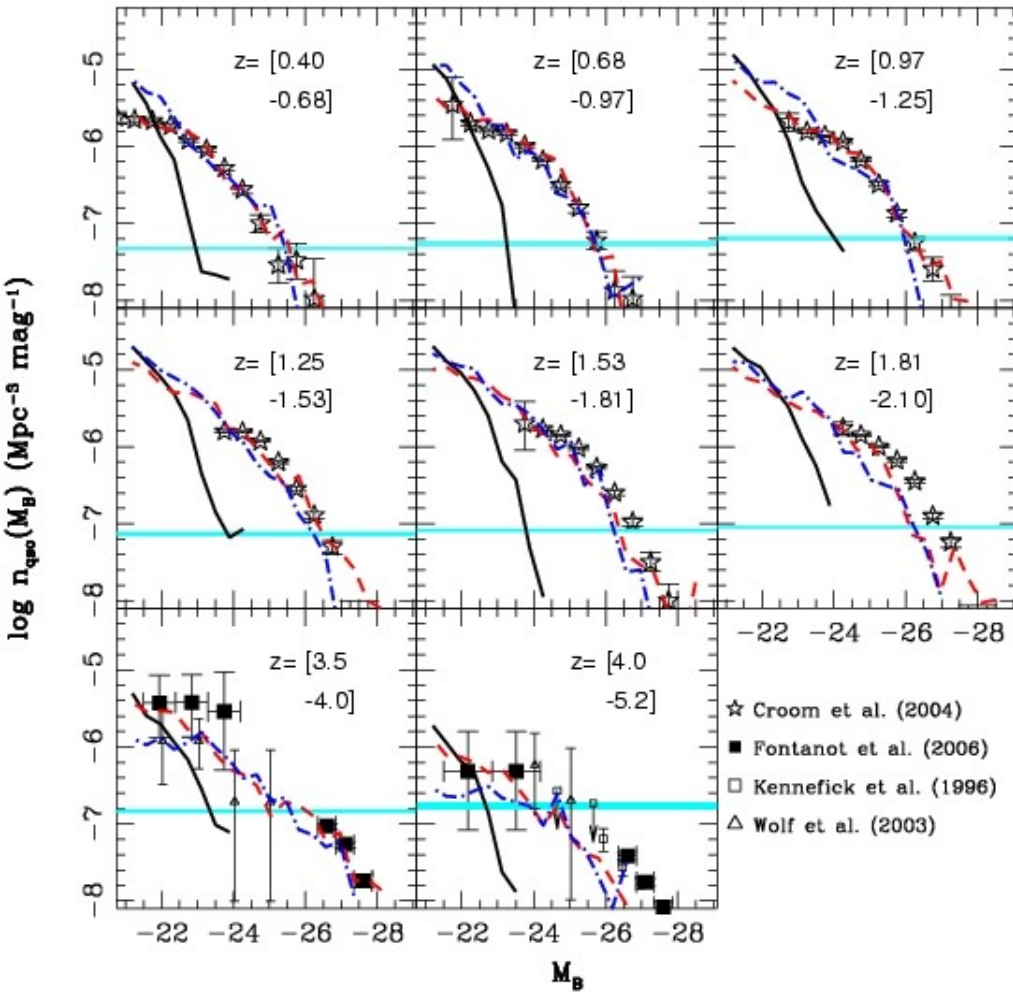 log n_qso(M_B) (Mpc⁻³ mag⁻¹)
-5
-6
-7
-8
z= [0.40
-0.68]
z= [0.68
-0.97]
z= [0.97
-1.25]
-5
-6
-7
-8
z= [1.25
-1.53]
z= [1.53
-1.81]
z= [1.81
-2.10]
-22 -24 -26 -28
-5
-6
-7
-8
z= [3.5
-4.0]
z= [4.0
-5.2]
Croom et al. (2004)
Fontanot et al. (2006)
Kennefick et al. (1996)
Wolf et al. (2003)
-22 -24 -26 -28 -22 -24 -26 -28
M_B